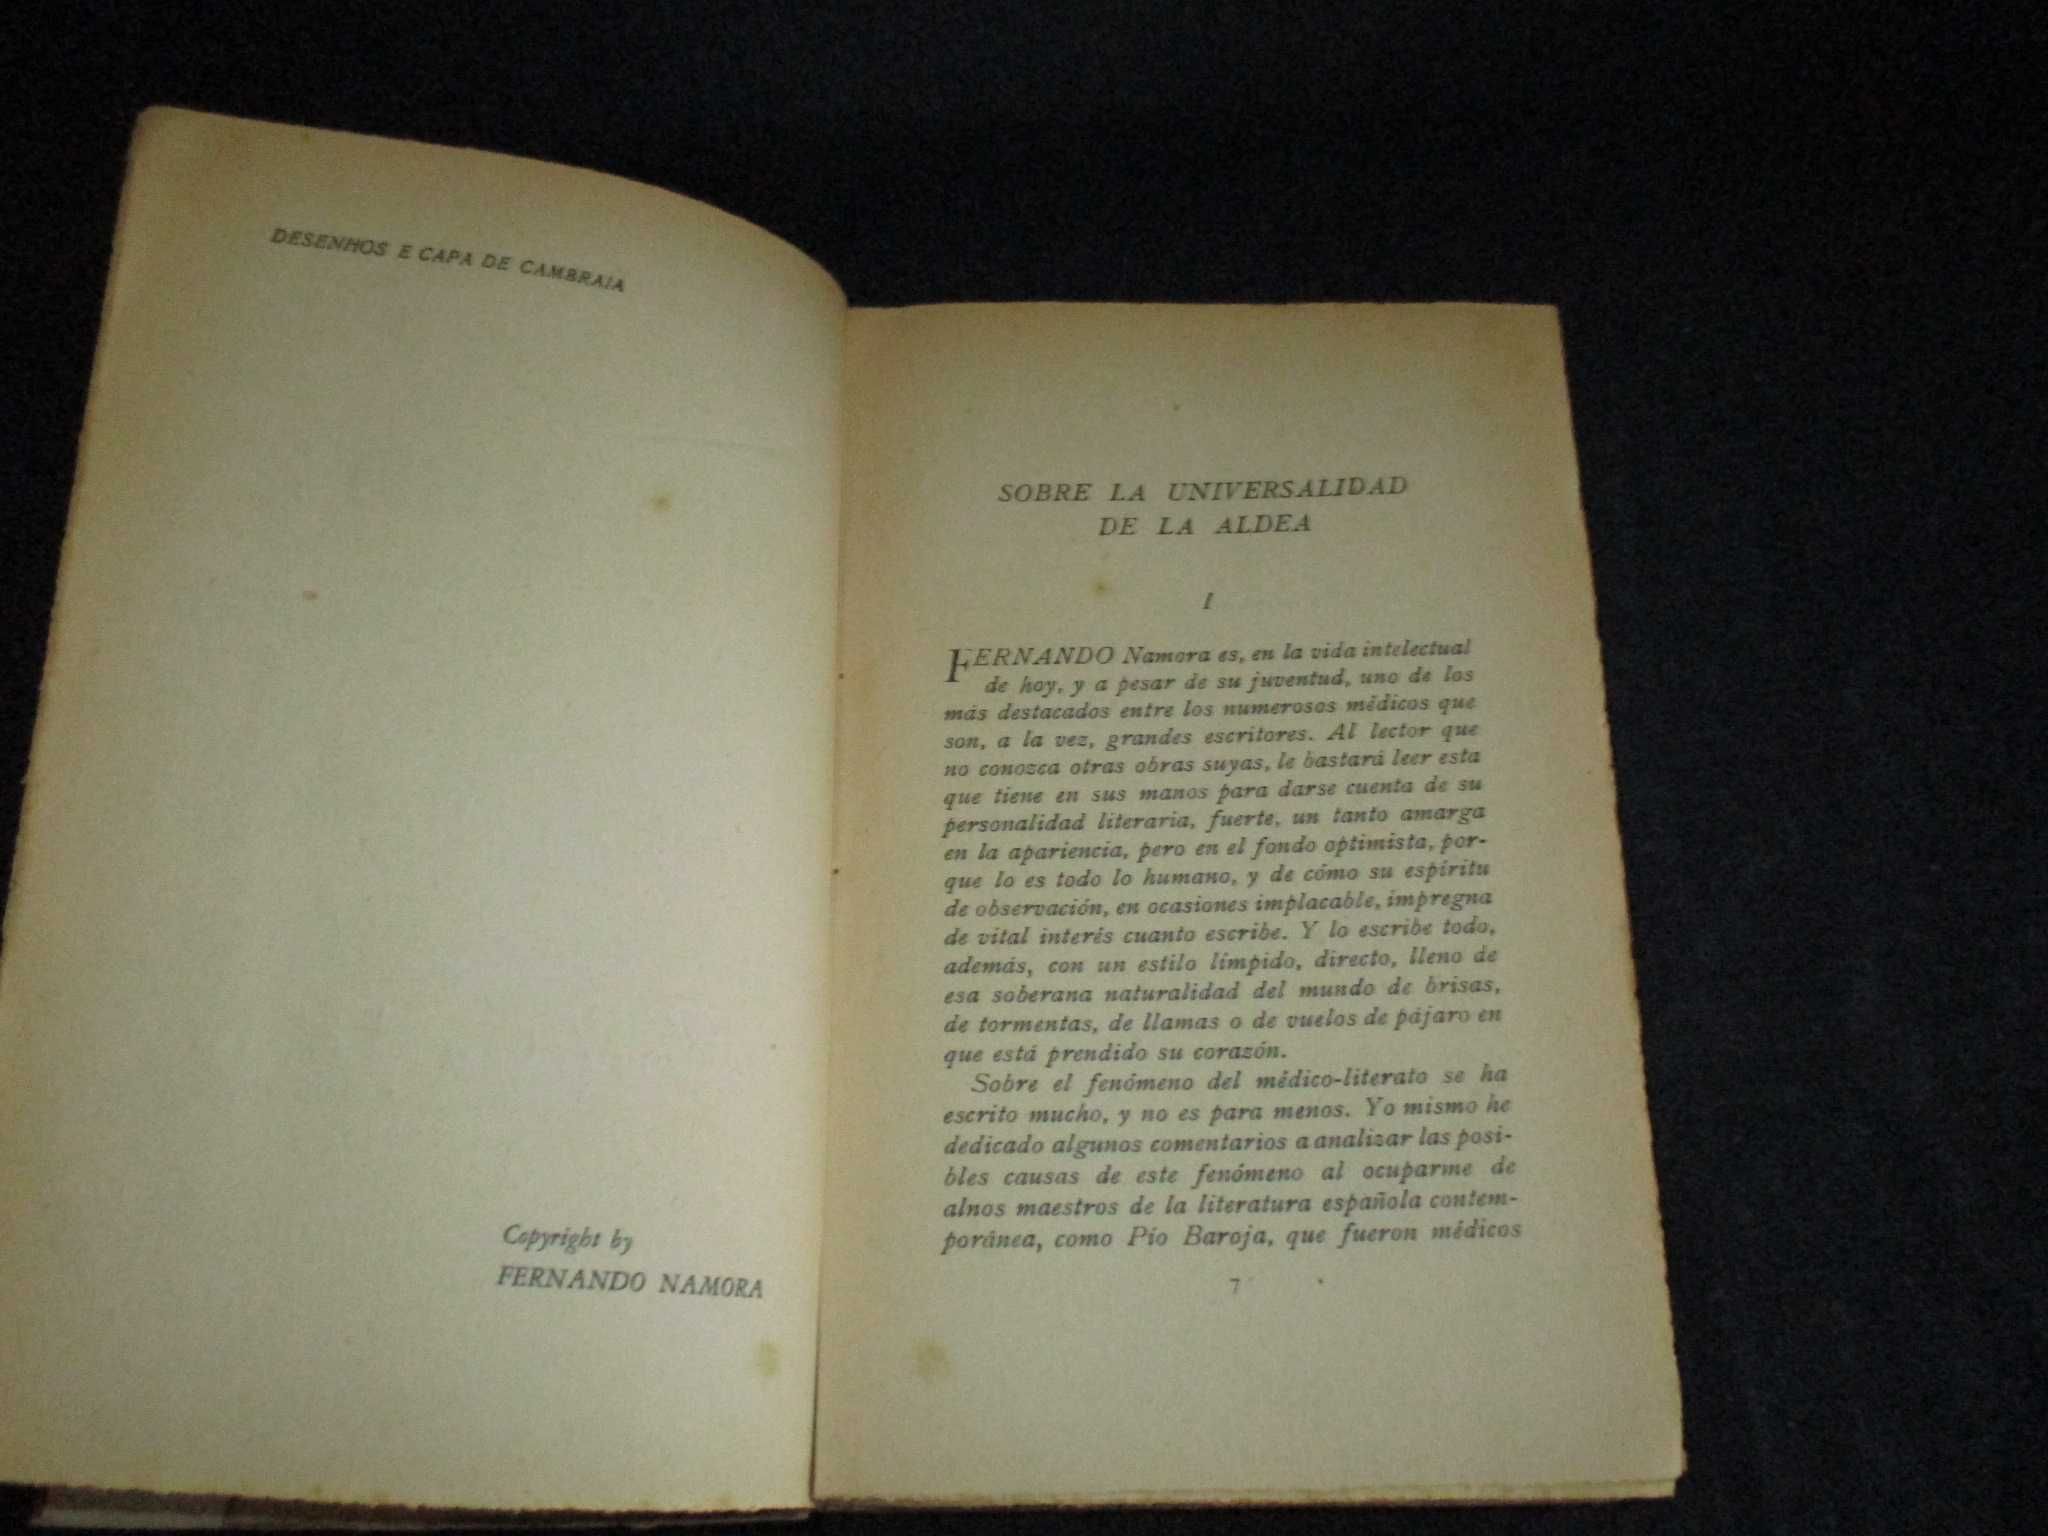 DESENHOS E CAPA DE CAMBRAIA
Copyright by
FERNANDO NAMORA
SOBRE LA UNIVERSALIDAD
DE LA ALDEA
I
FERNANDO Namora es, en la vida intelectual
de hoy, y a pesar de su juventud, uno de los
más destacados entre los numerosos médicos que
son, a la vez, grandes escritores. Al lector que
no conozca otras obras suyas, le bastará leer esta
que tiene en sus manos para darse cuenta de su
personalidad literaria, fuerte, un tanto amarga
en la apariencia, pero en el fondo optimista, por-
que lo es todo lo humano, y de cómo su espíritu
de observación, en ocasiones implacable, impregna
de vital interés cuanto escribe. Y lo escribe todo,
además, con un estilo límpido, directo, lleno de
esa soberana naturalidad del mundo de brisas,
de tormentas, de llamas o de vuelos de pájaro en
que está prendido su corazón.
Sobre el fenómeno del médico-literato se ha
escrito mucho, y no es para menos. Yo mismo he
dedicado algunos comentarios a analizar las posi-
bles causas de este fenómeno al ocuparme de
alnos maestros de la literatura española contem-
poránea, como Pío Baroja, que fueron médicos
7